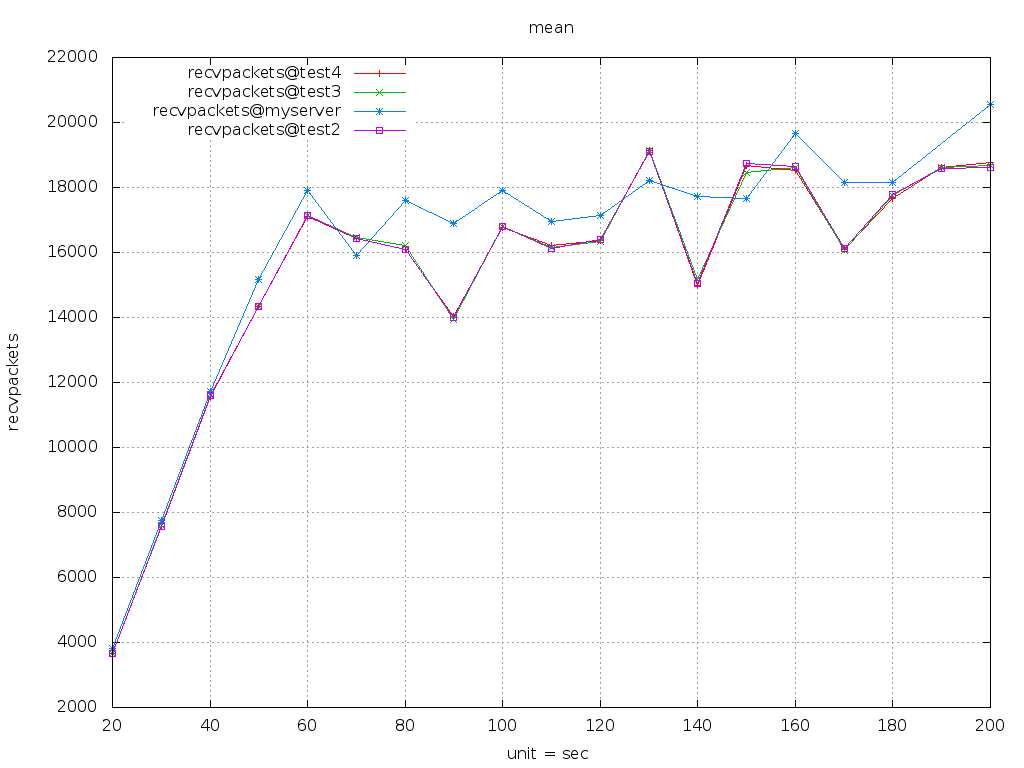 mean
recvpackets@test4
recvpackets@test3
recvpackets@myserver
recvpackets@test2
22000
20000
18000
16000
14000
12000
10000
8000
6000
4000
2000
recvpackets
20 40 60 80 100 120 140 160 180 200
unit = sec